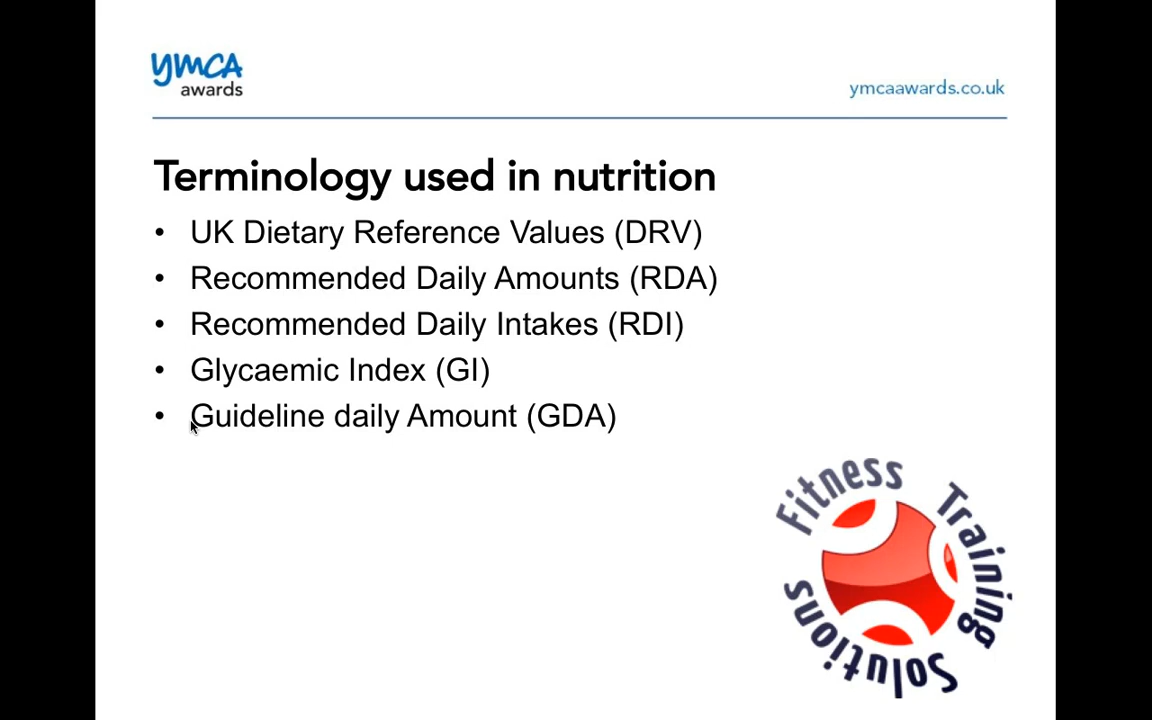 ymca
awards
ymcaawards.co.uk
Terminology used in nutrition
• UK Dietary Reference Values (DRV)
• Recommended Daily Amounts (RDA)
• Recommended Daily Intakes (RDI)
• Glycaemic Index (GI)
• Guideline daily Amount (GDA)
Fitness Training Solutions